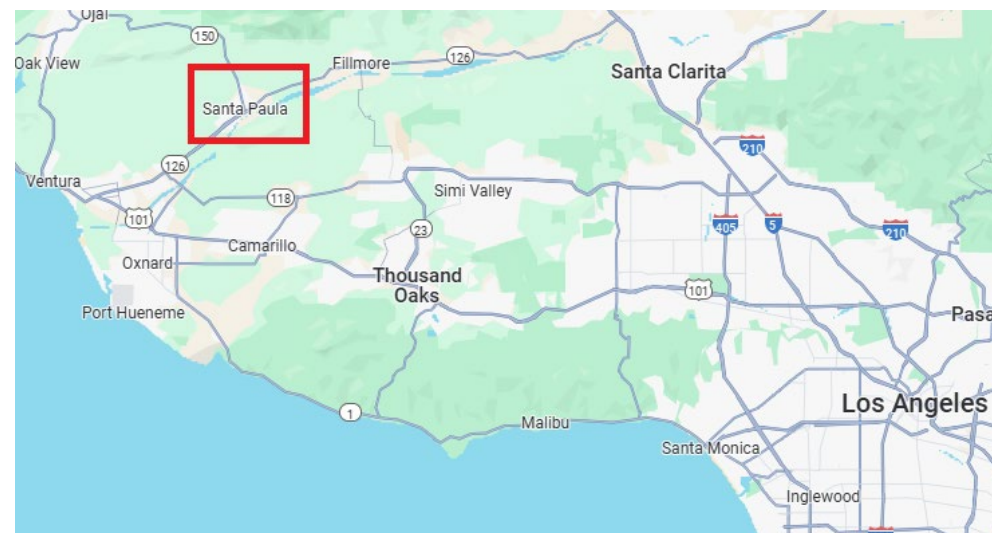 Ojai
150
Oak View
Fillmore
126
Santa Clarita
Santa Paula
210
126
Ventura
118
Simi Valley
101
23
405
5
210
Camarillo
Oxnard
Thousand
Oaks
101
Port Hueneme
Pasa
1
Malibu
Los Angeles
Santa Monica
Inglewood